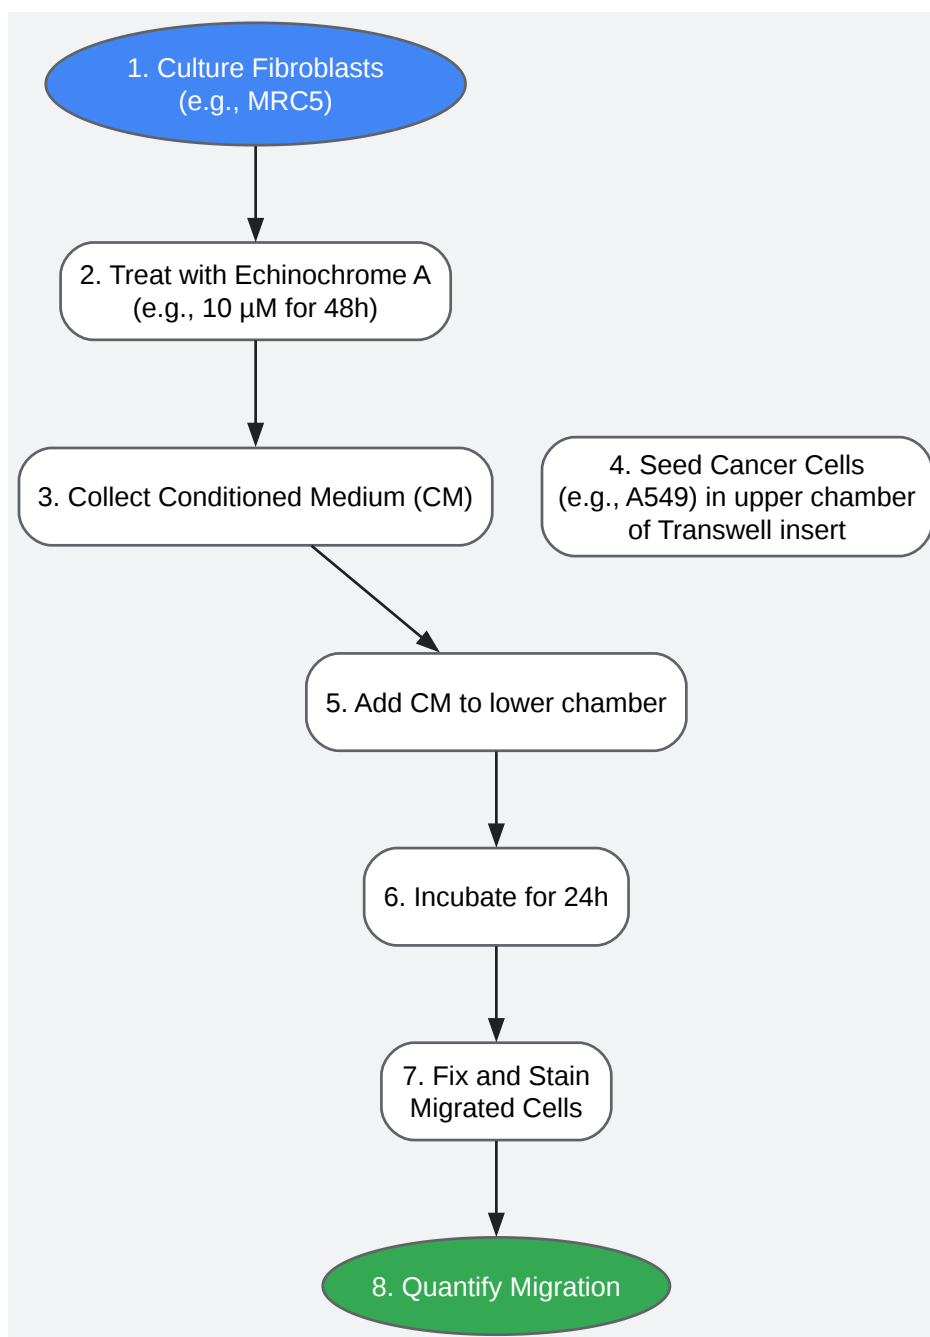 1. Culture Fibroblasts
(e.g., MRC5)
2. Treat with Echinochrome A
(e.g., 10 µM for 48h)
3. Collect Conditioned Medium (CM)
4. Seed Cancer Cells
(e.g., A549) in upper chamber
of Transwell insert
5. Add CM to lower chamber
6. Incubate for 24h
7. Fix and Stain
Migrated Cells
8. Quantify Migration